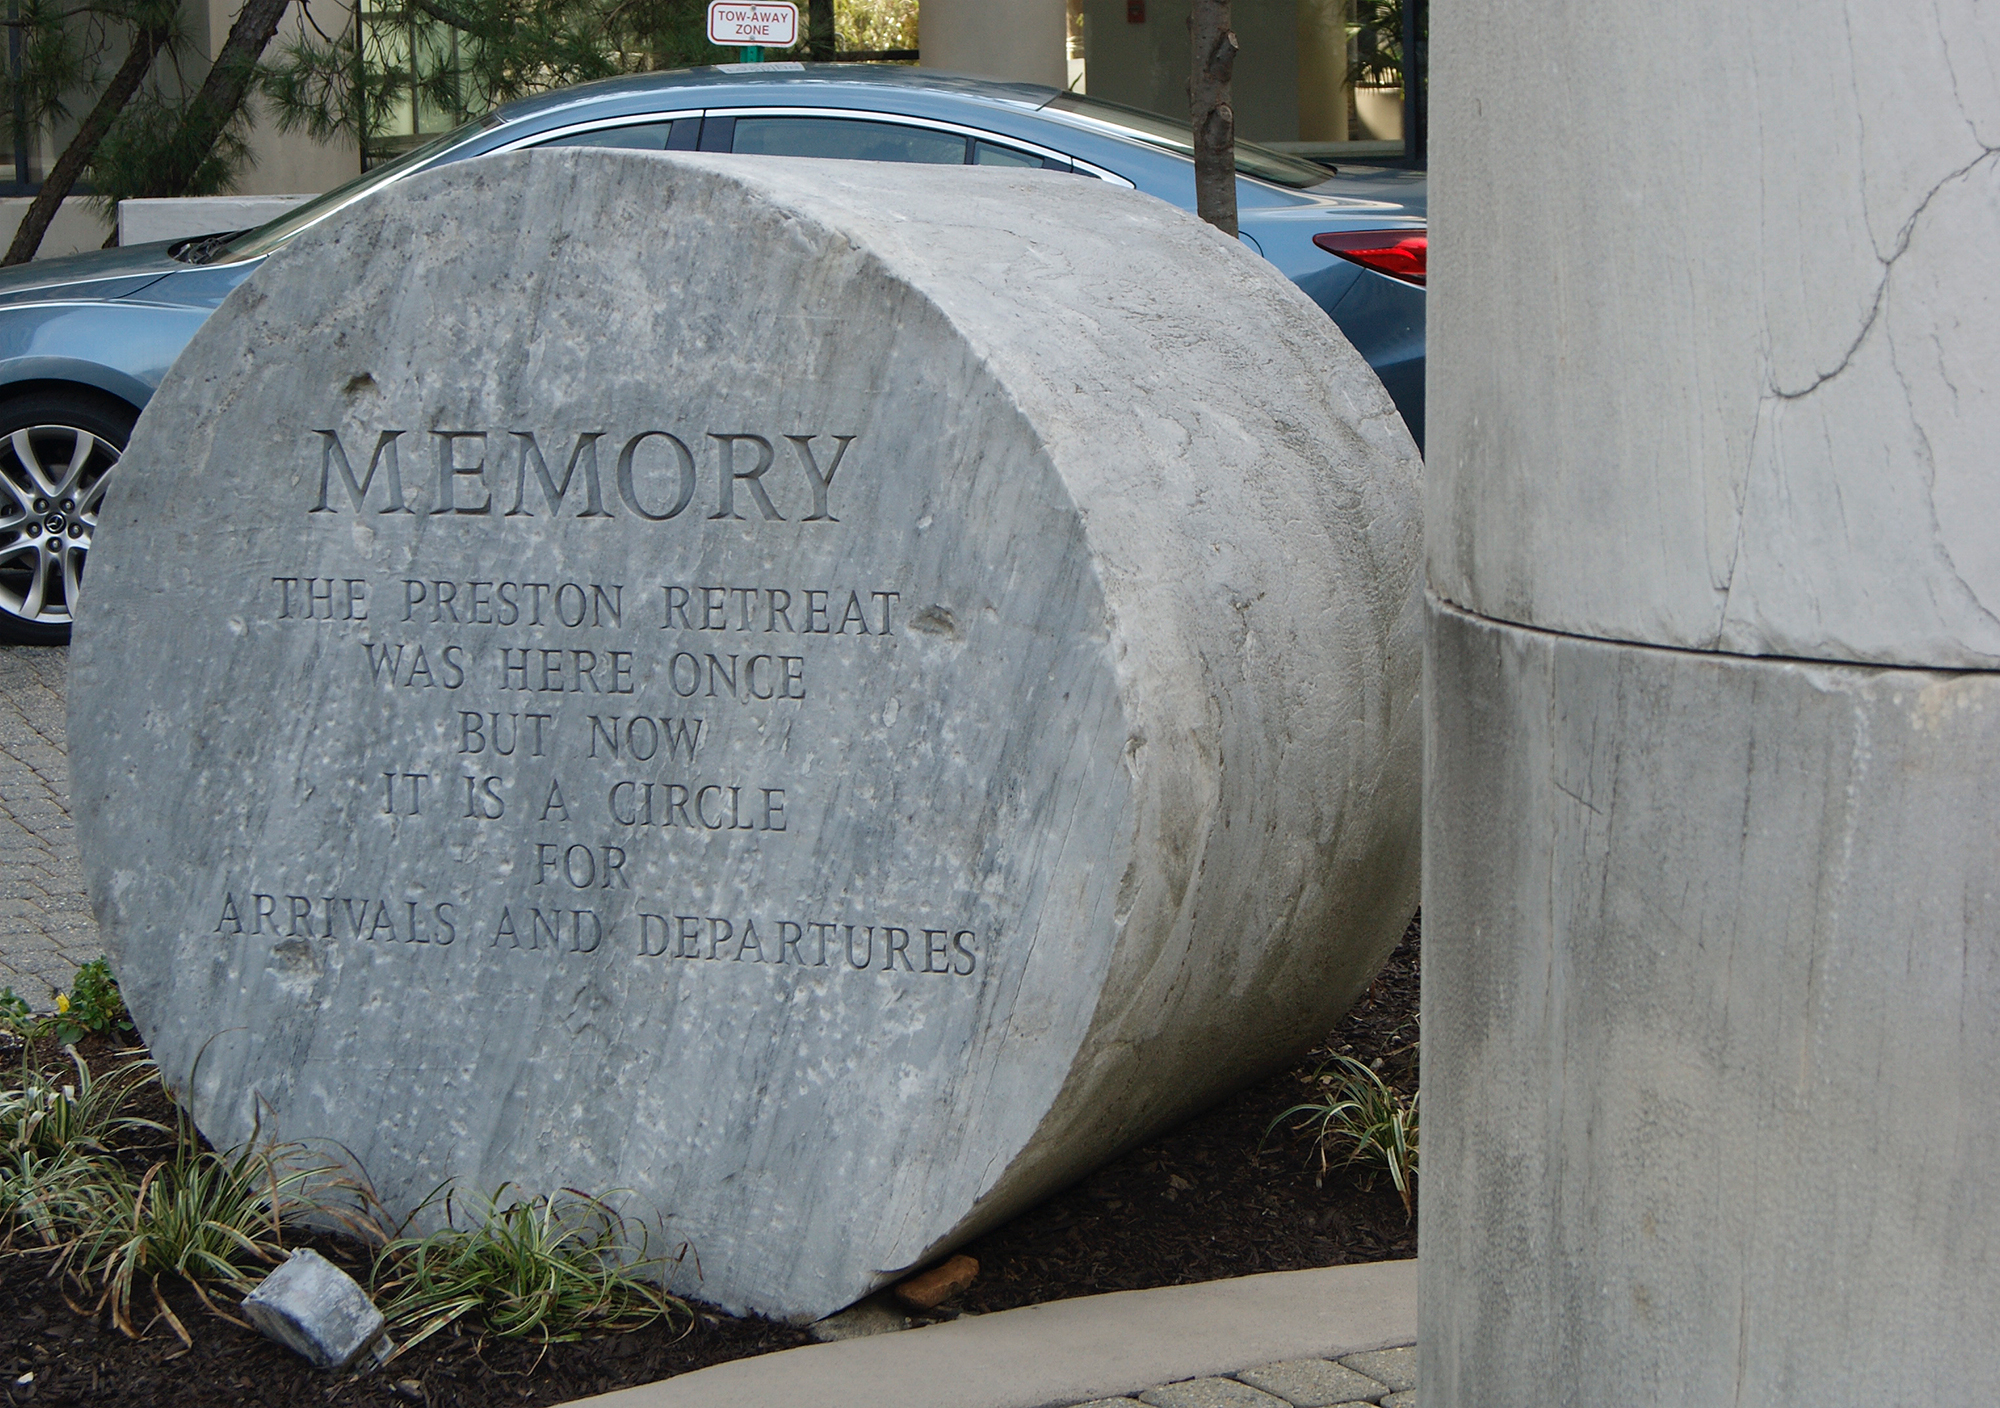 TOW-AWAY
ZONE
MEMORY
THE PRESTON RETREAT
WAS HERE ONCE
BUT NOW
IT IS A CIRCLE
FOR
ARRIVALS AND DEPARTURES